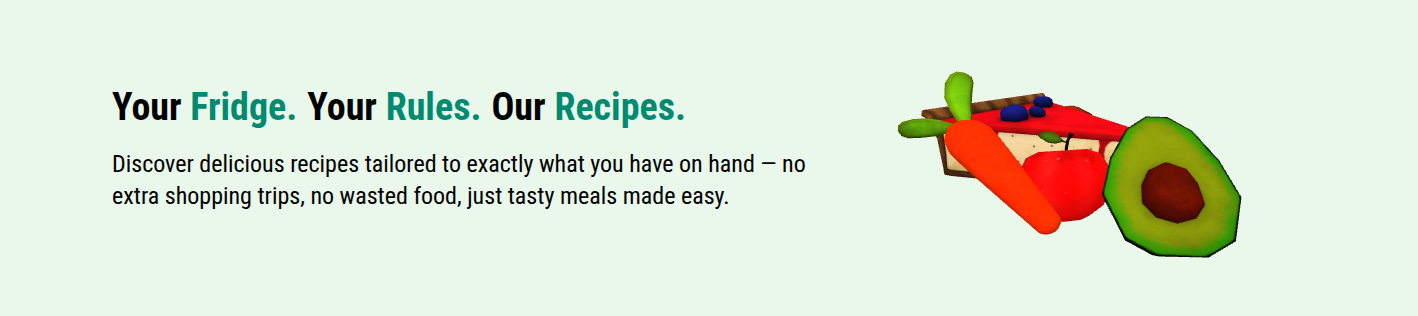 Your Fridge. Your Rules. Our Recipes.
Discover delicious recipes tailored to exactly what you have on hand — no
extra shopping trips, no wasted food, just tasty meals made easy.